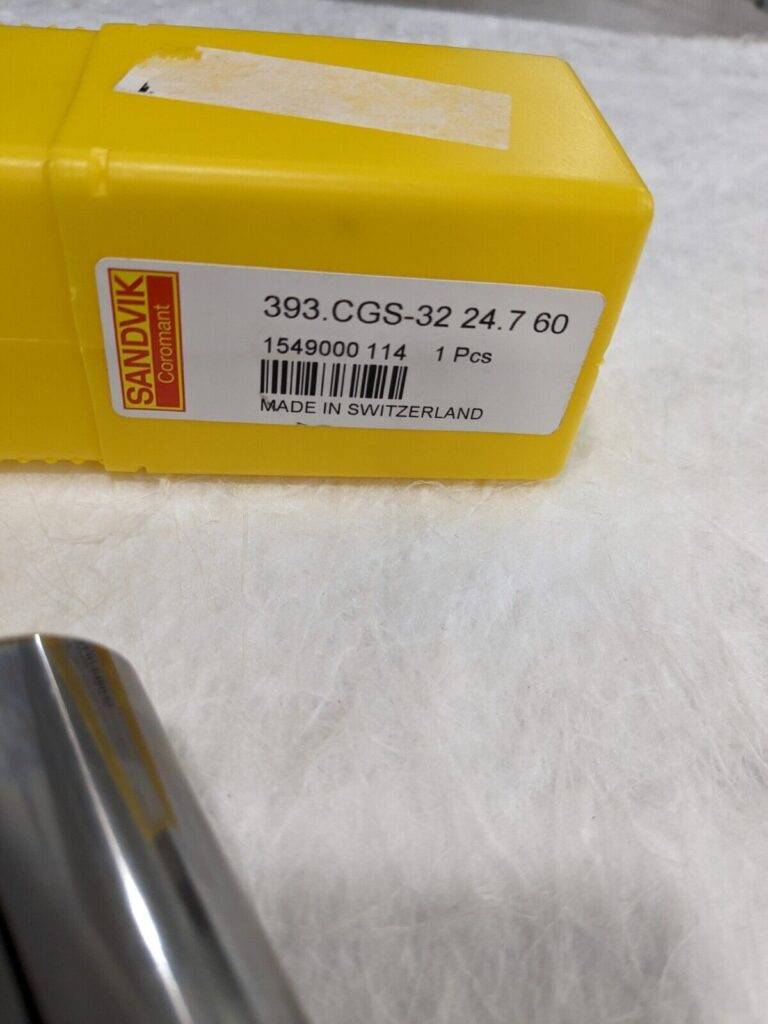 SANDVIK
Coromant
393.CGS-32 24.7 60
1549000 114 1 Pcs
MADE IN SWITZERLAND